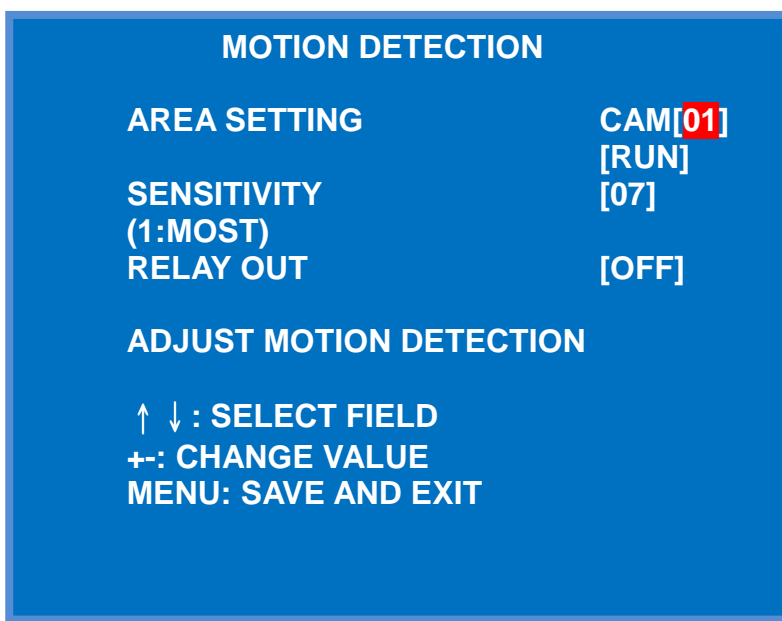 MOTION DETECTION
AREA SETTING CAM[01]
[RUN]
SENSITIVITY [07]
(1:MOST)
RELAY OUT [OFF]
ADJUST MOTION DETECTION
↑ ↓ : SELECT FIELD
+-: CHANGE VALUE
MENU: SAVE AND EXIT